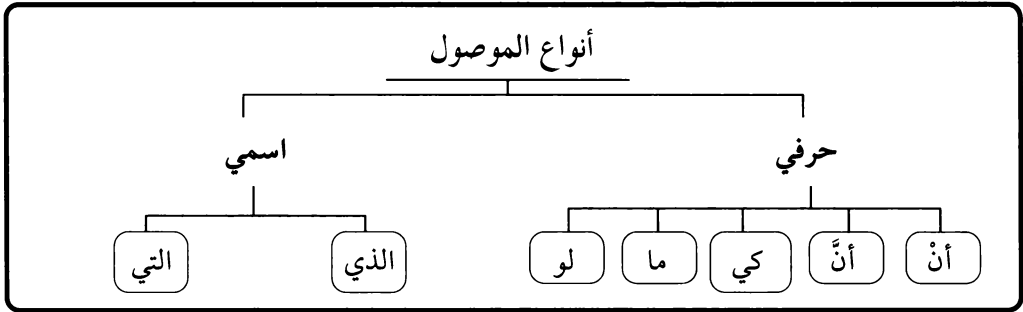 أنواع الموصول
حرفي اسمي
أنْ أنَّ كي ما لو الذي التي